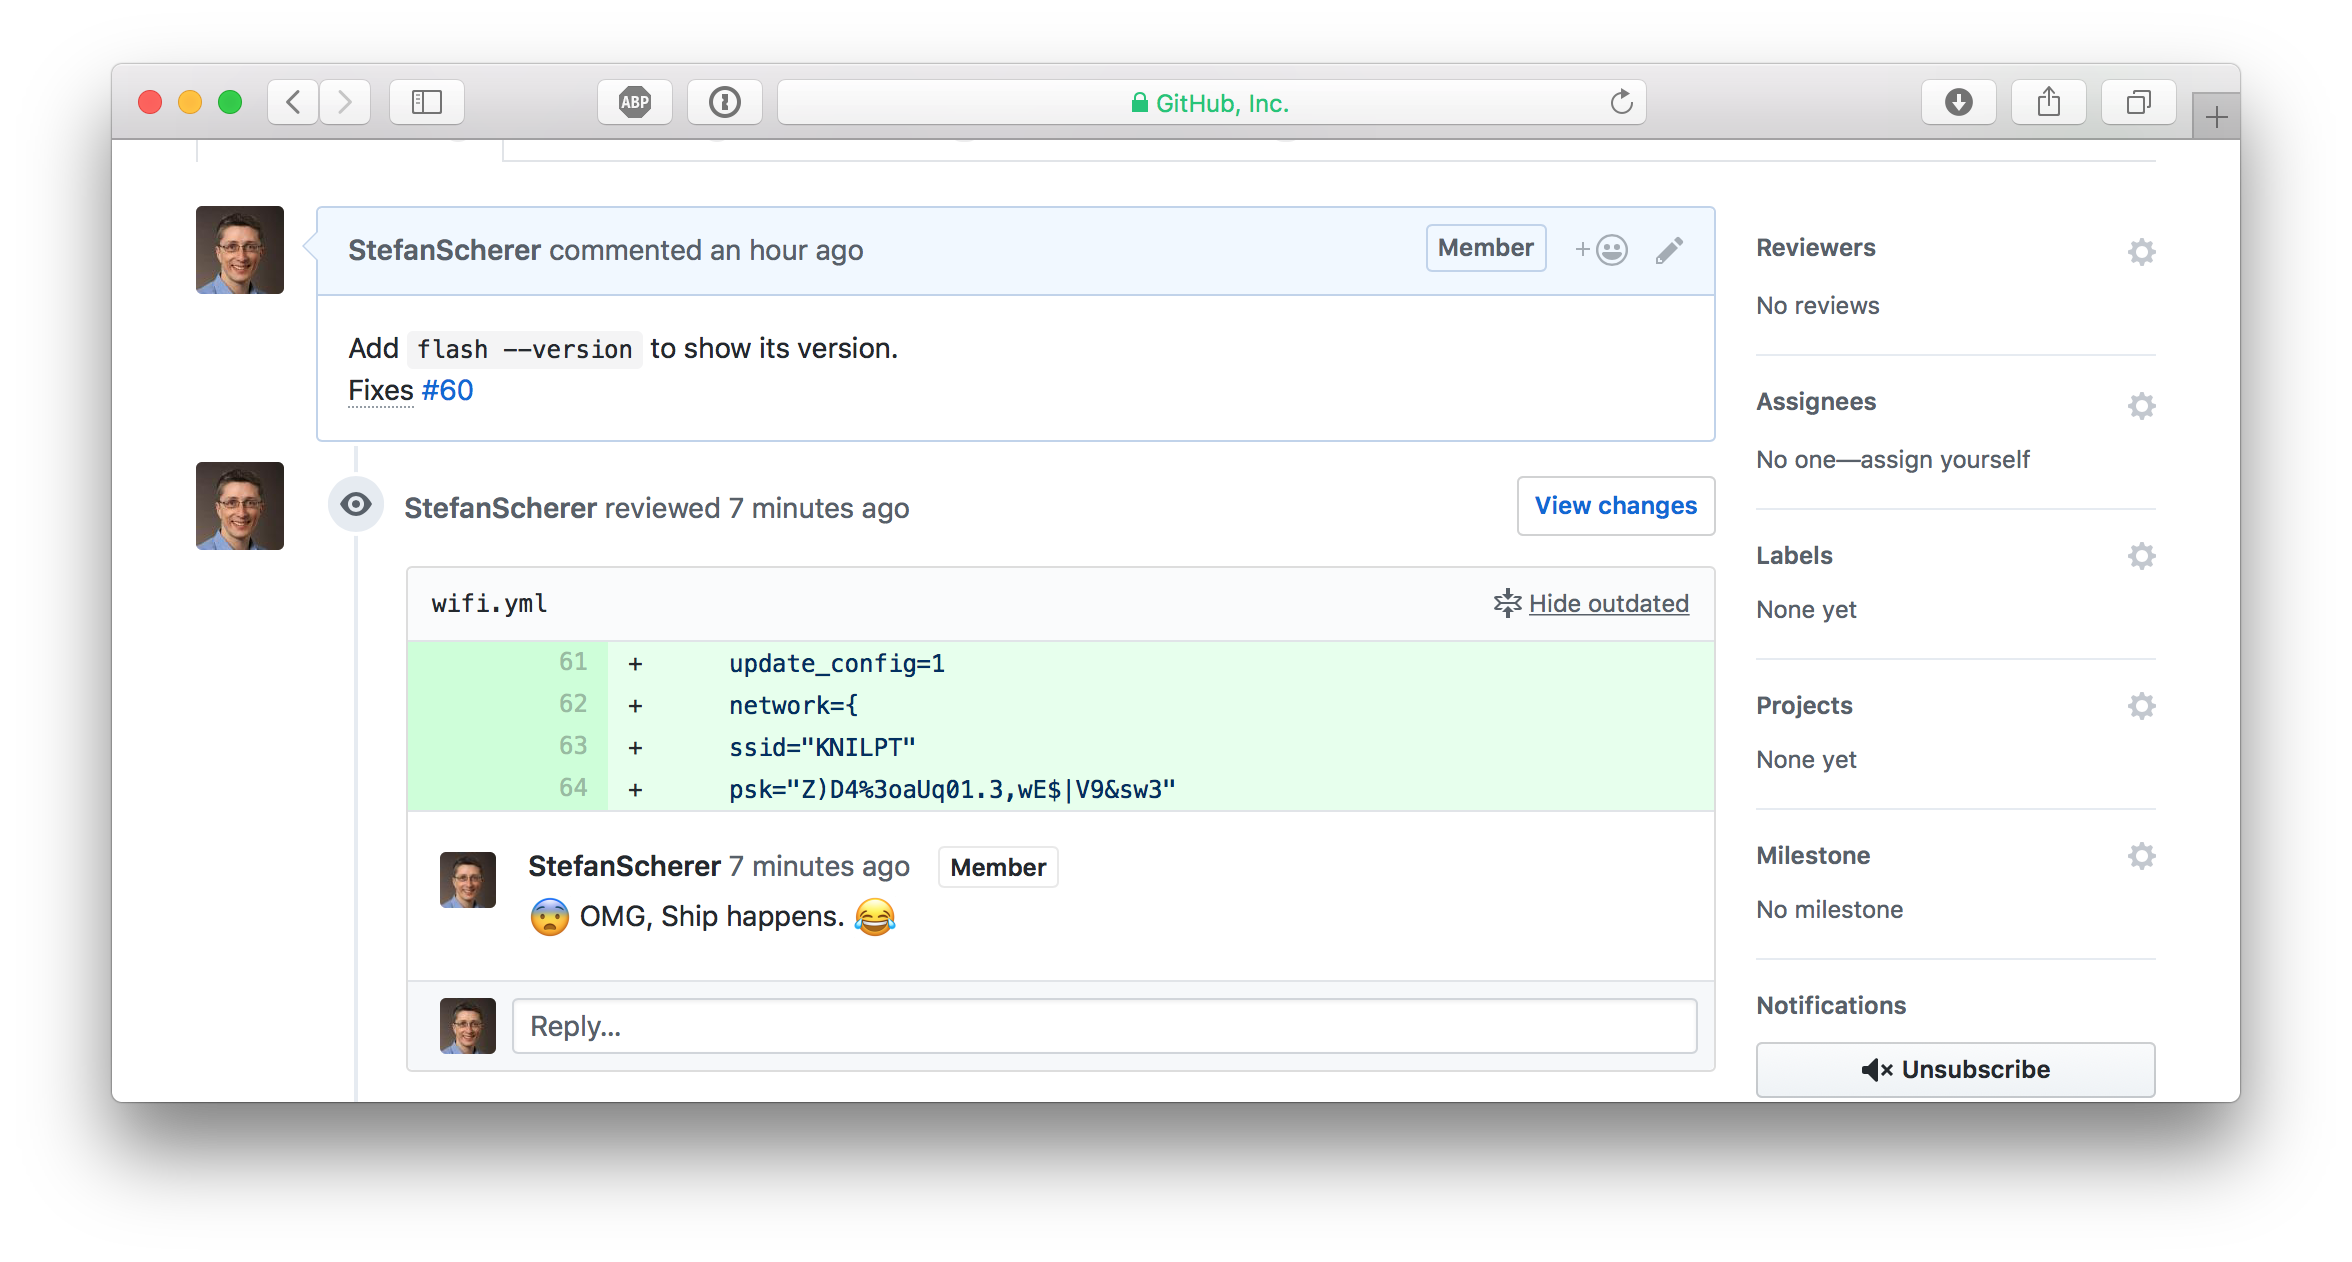 ABP
GitHub, Inc.
StefanScherer commented an hour ago
Member
Add flash --version to show its version.
Fixes #60
StefanScherer reviewed 7 minutes ago
View changes
wifi.yml
Hide outdated
61 + update_config=1
62 + network={
63 + ssid="KNILPT"
64 + psk="Z)D4%3oaUq01.3,wE$|V9&sw3"
StefanScherer 7 minutes ago Member
😨 OMG, Ship happens. 😂
Reply...
Reviewers
No reviews
Assignees
No one—assign yourself
Labels
None yet
Projects
None yet
Milestone
No milestone
Notifications
Unsubscribe